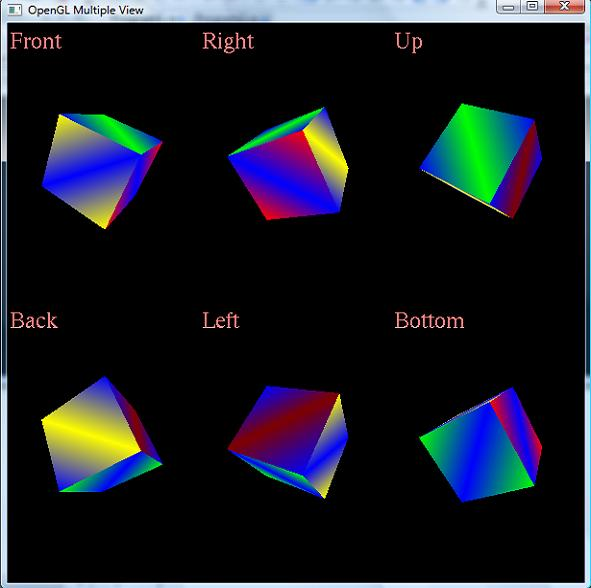 OpenGL Multiple View
Front
Right
Up
Back
Left
Bottom